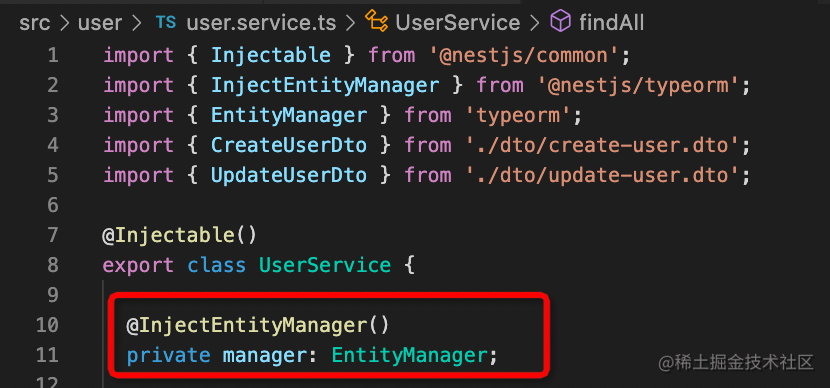 src > user > TS user.service.ts > UserService > findAll
1 import { Injectable } from '@nestjs/common';
2 import { InjectEntityManager } from '@nestjs/typeorm';
3 import { EntityManager } from 'typeorm';
4 import { CreateUserDto } from './dto/create-user.dto';
5 import { UpdateUserDto } from './dto/update-user.dto';
6
7 @Injectable()
8 export class UserService {
9
10 @InjectEntityManager()
11 private manager: EntityManager;
12
@稀土掘金技术社区